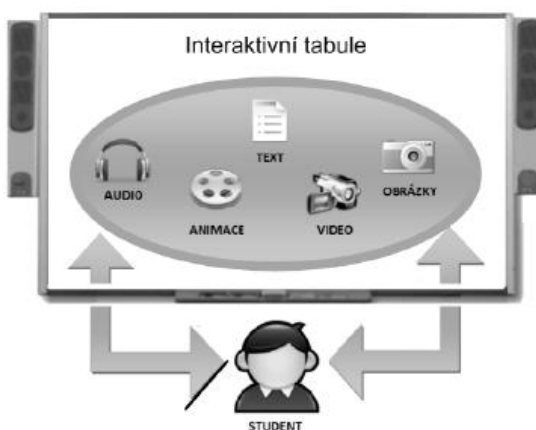 Interaktivní tabule
TEXT
AUDIO
OBRÁZKY
ANIMACE
VIDEO
STUDENT